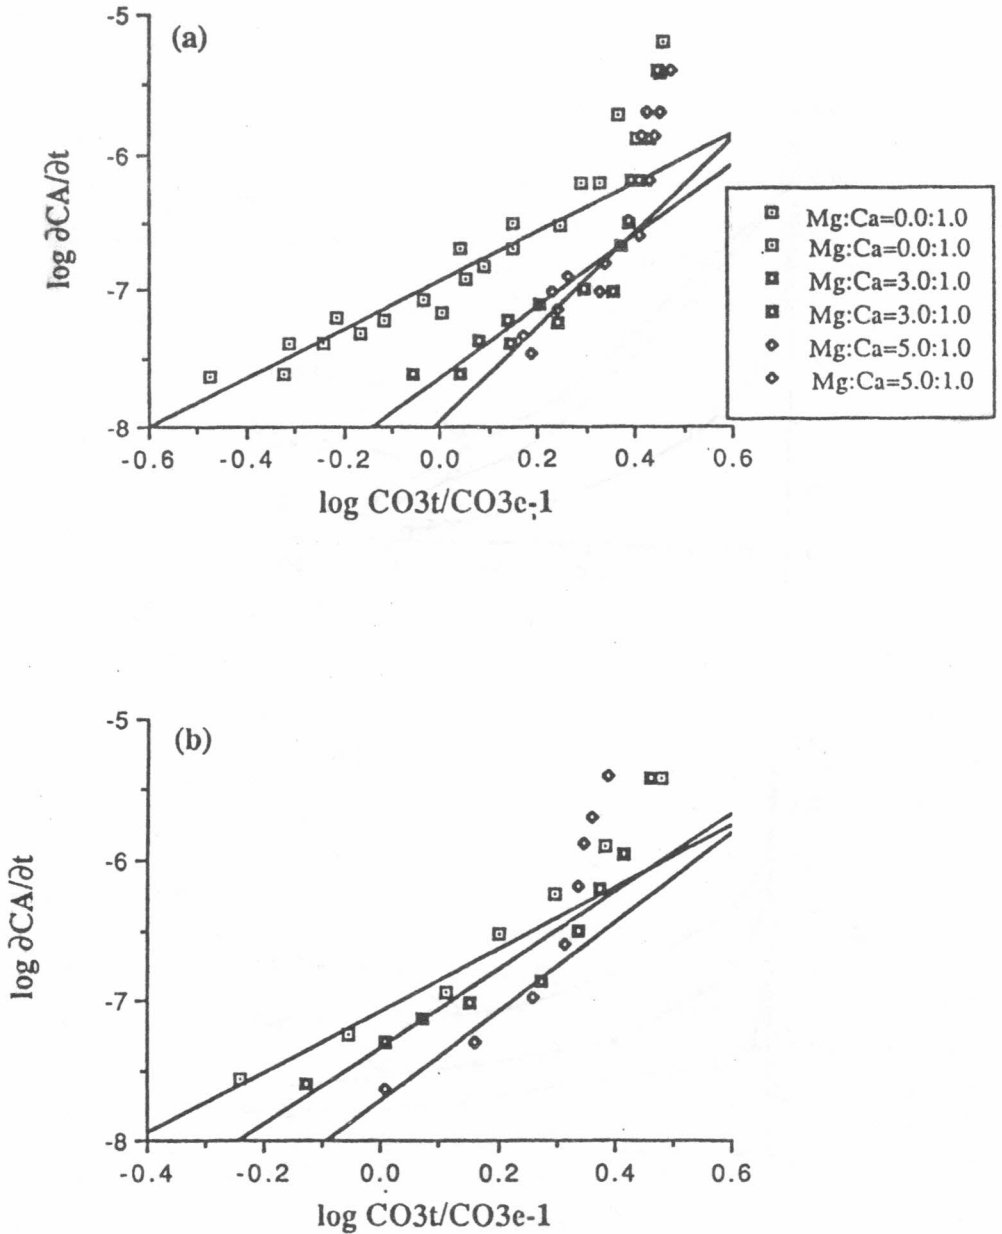 (a)
-5
-6
-7
-8
log ∂CA/∂t
-0.6 -0.4 -0.2 0.0 0.2 0.4 0.6
log CO3t/CO3e-1
Mg:Ca=0.0:1.0
Mg:Ca=0.0:1.0
Mg:Ca=3.0:1.0
Mg:Ca=3.0:1.0
Mg:Ca=5.0:1.0
Mg:Ca=5.0:1.0
(b)
-5
-6
-7
-8
log ∂CA/∂t
-0.4 -0.2 0.0 0.2 0.4 0.6
log CO3t/CO3e-1